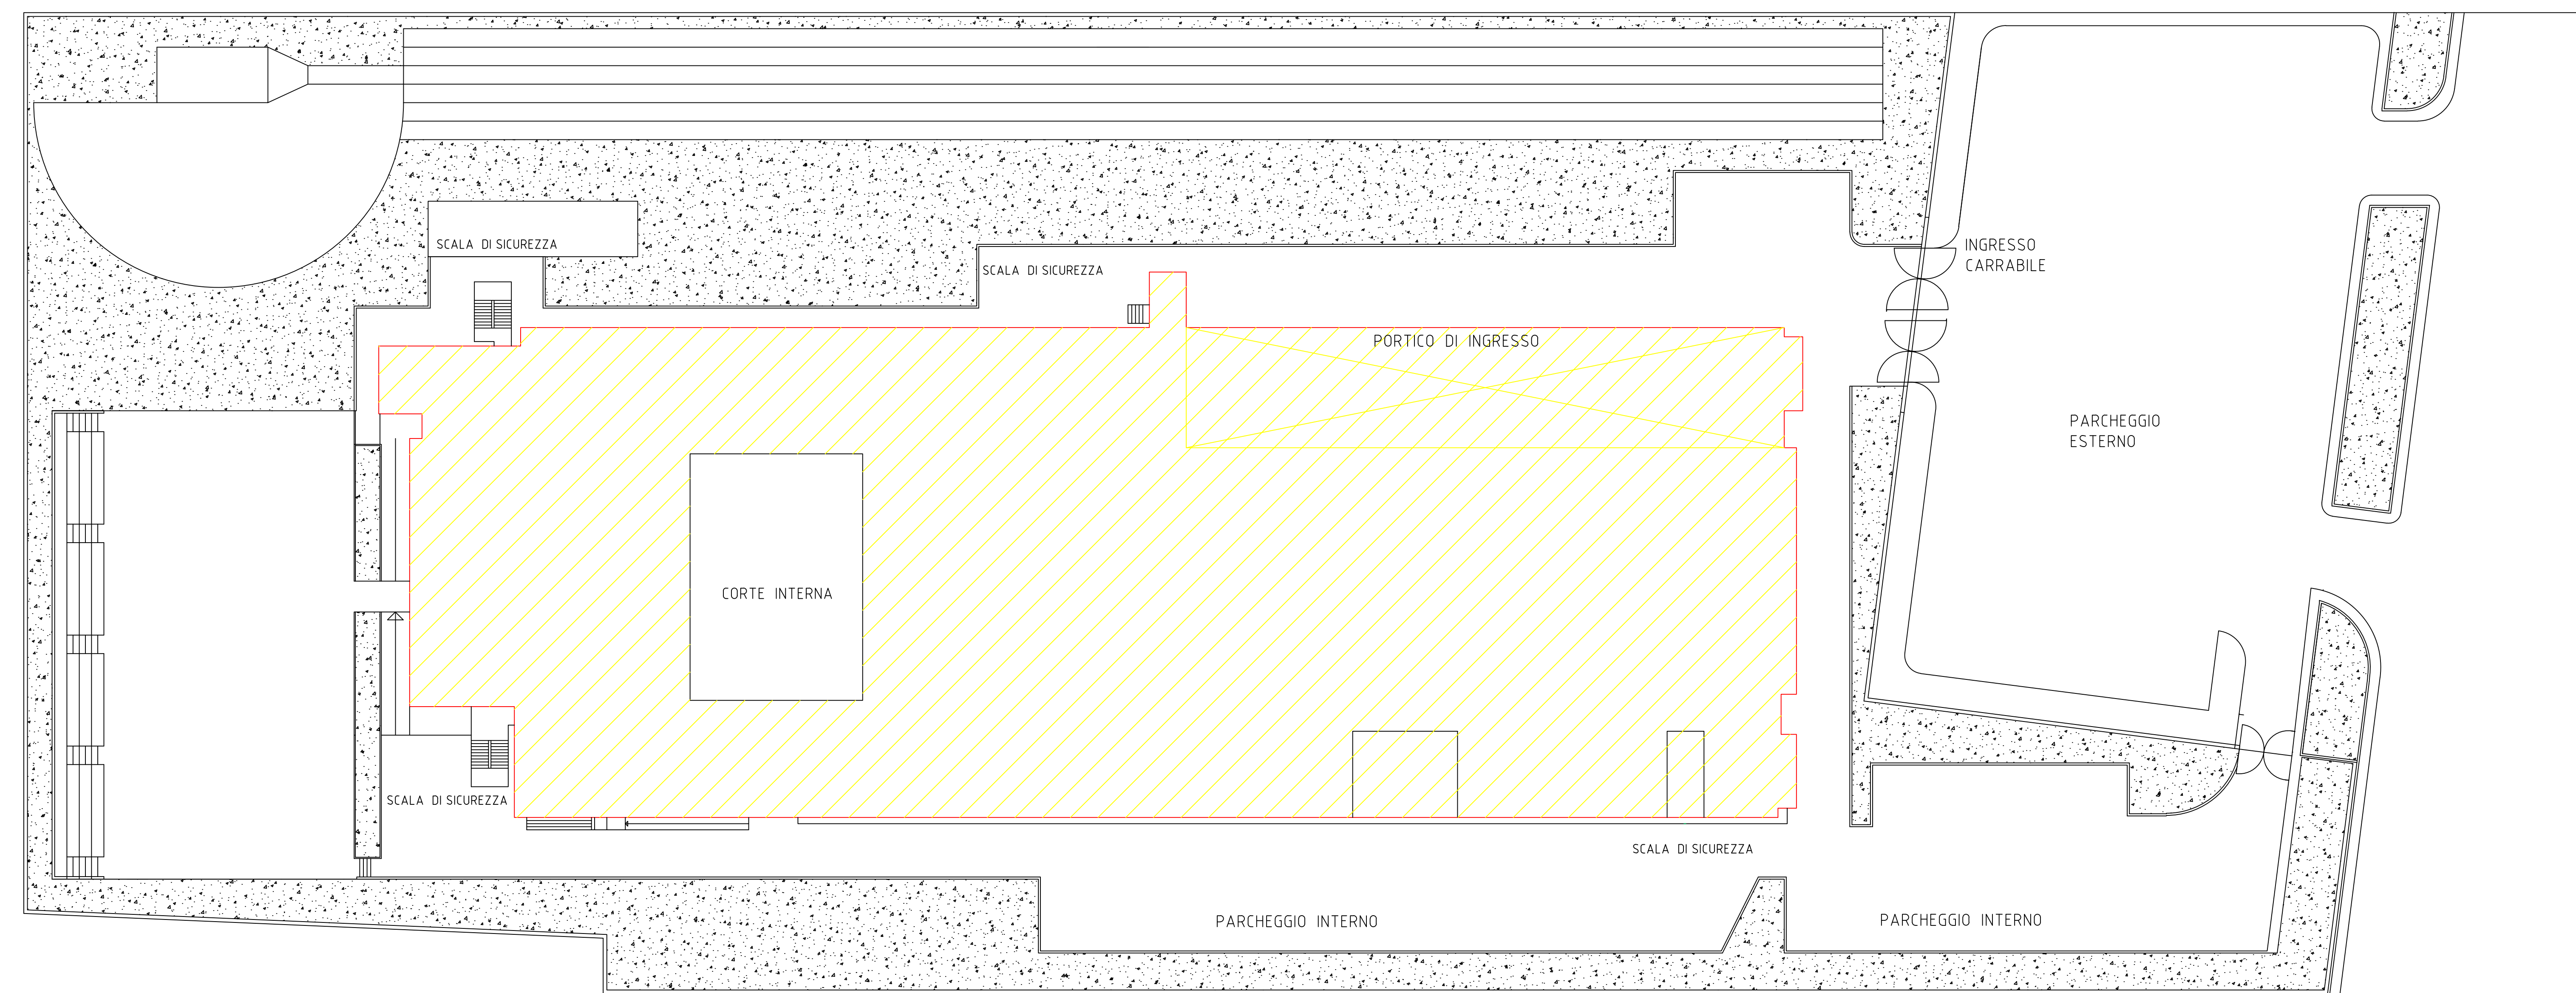 SCALA DI SICUREZZA
INGRESSO
CARRABILE
SCALA DI SICUREZZA
PORTICO DI INGRESSO
PARCHEGGIO
ESTERNO
CORTE INTERNA
SCALA DI SICUREZZA
SCALA DI SICUREZZA
PARCHEGGIO INTERNO
PARCHEGGIO INTERNO